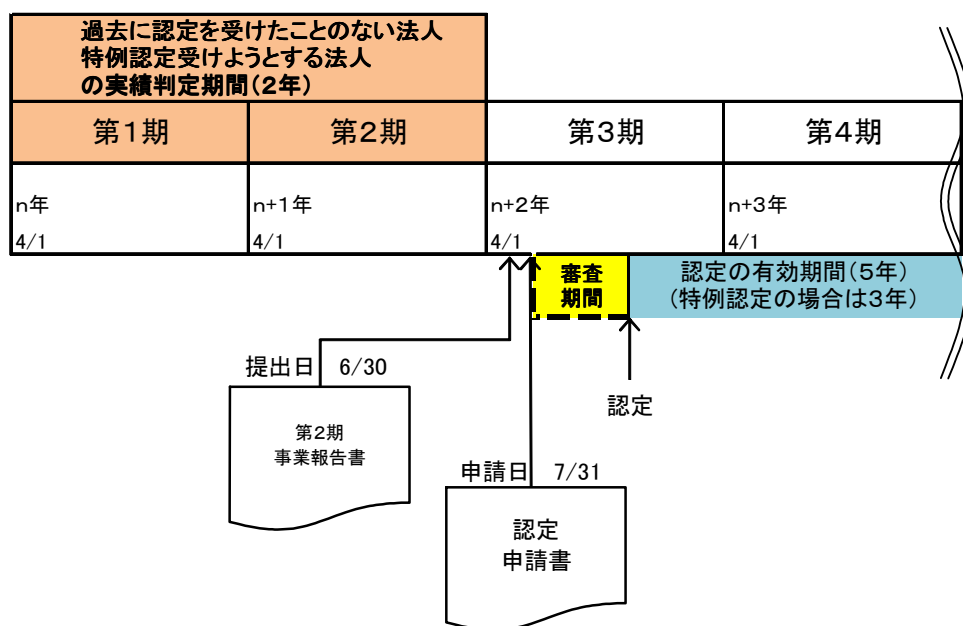 過去に認定を受けたことのない法人
特例認定受けようとする法人
の実績判定期間(2年)
第1期
第2期
第3期
第4期
n年
n+1年
n+2年
n+3年
4/1
4/1
4/1
4/1
審査
期間
認定の有効期間(5年)
(特例認定の場合は3年)
提出日 6/30
認定
第2期
事業報告書
申請日 7/31
認定
申請書